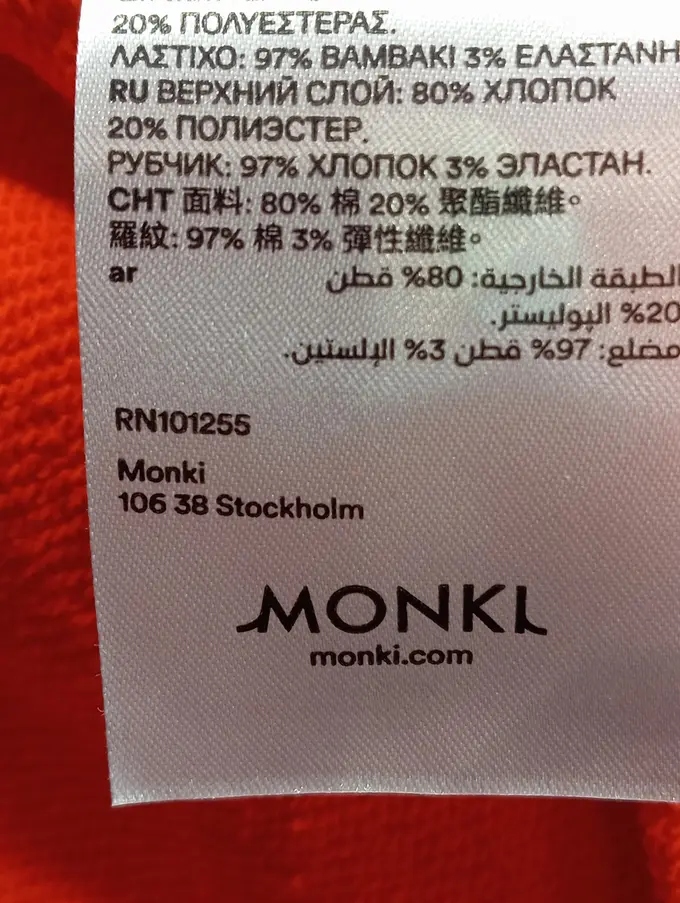 20% ΠΟΛΥΕΣΤΕΡΑΣ.
ΛΑΣΤΙΧΟ: 97% ΒΑΜΒΑΚΙ 3% ΕΛΑΣΤΑΝΗ
RU ВЕРХНИЙ СЛОЙ: 80% ХЛОПОК
20% ПОЛИЭСТЕР.
РУБЧИК: 97% ХЛОПОК 3% ЭЛАСТАН.
CHT 面料: 80% 棉 20% 聚酯纖維。
羅紋: 97% 棉 3% 彈性纖維。
ar الطبقة الخارجية: 80% قطن
20% البوليستر.
مضلع: 97% قطن 3% الإلستين.
RN101255
Monki
106 38 Stockholm
MONKI
monki.com